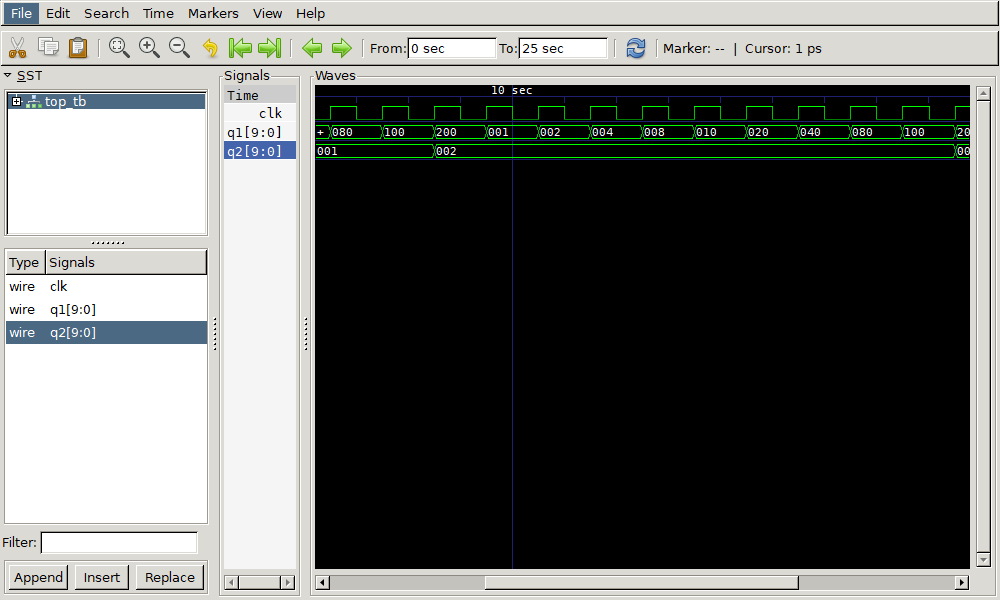 File Edit Search Time Markers View Help
From: 0 sec To: 25 sec Marker: -- | Cursor: 1 ps
SST
top_tb
Type Signals
wire clk
wire q1[9:0]
wire q2[9:0]
Filter:
Append Insert Replace
Signals
Time
clk
q1[9:0]
q2[9:0]
Waves
10 sec
+ 080 100 200 001 002 004 008 010 020 040 080 100 20
001 002 00